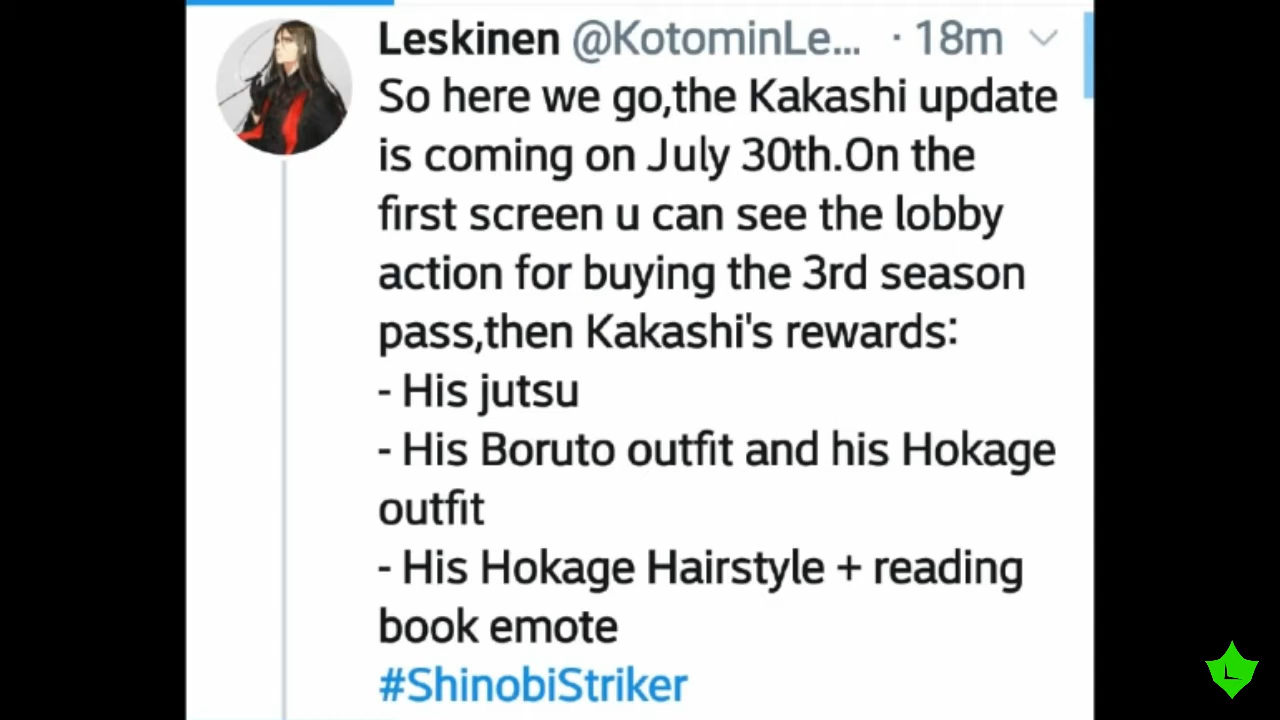 Leskinen @KotominLe... · 18m
So here we go,the Kakashi update
is coming on July 30th.On the
first screen u can see the lobby
action for buying the 3rd season
pass,then Kakashi's rewards:
- His jutsu
- His Boruto outfit and his Hokage
outfit
- His Hokage Hairstyle + reading
book emote
#ShinobiStriker
L